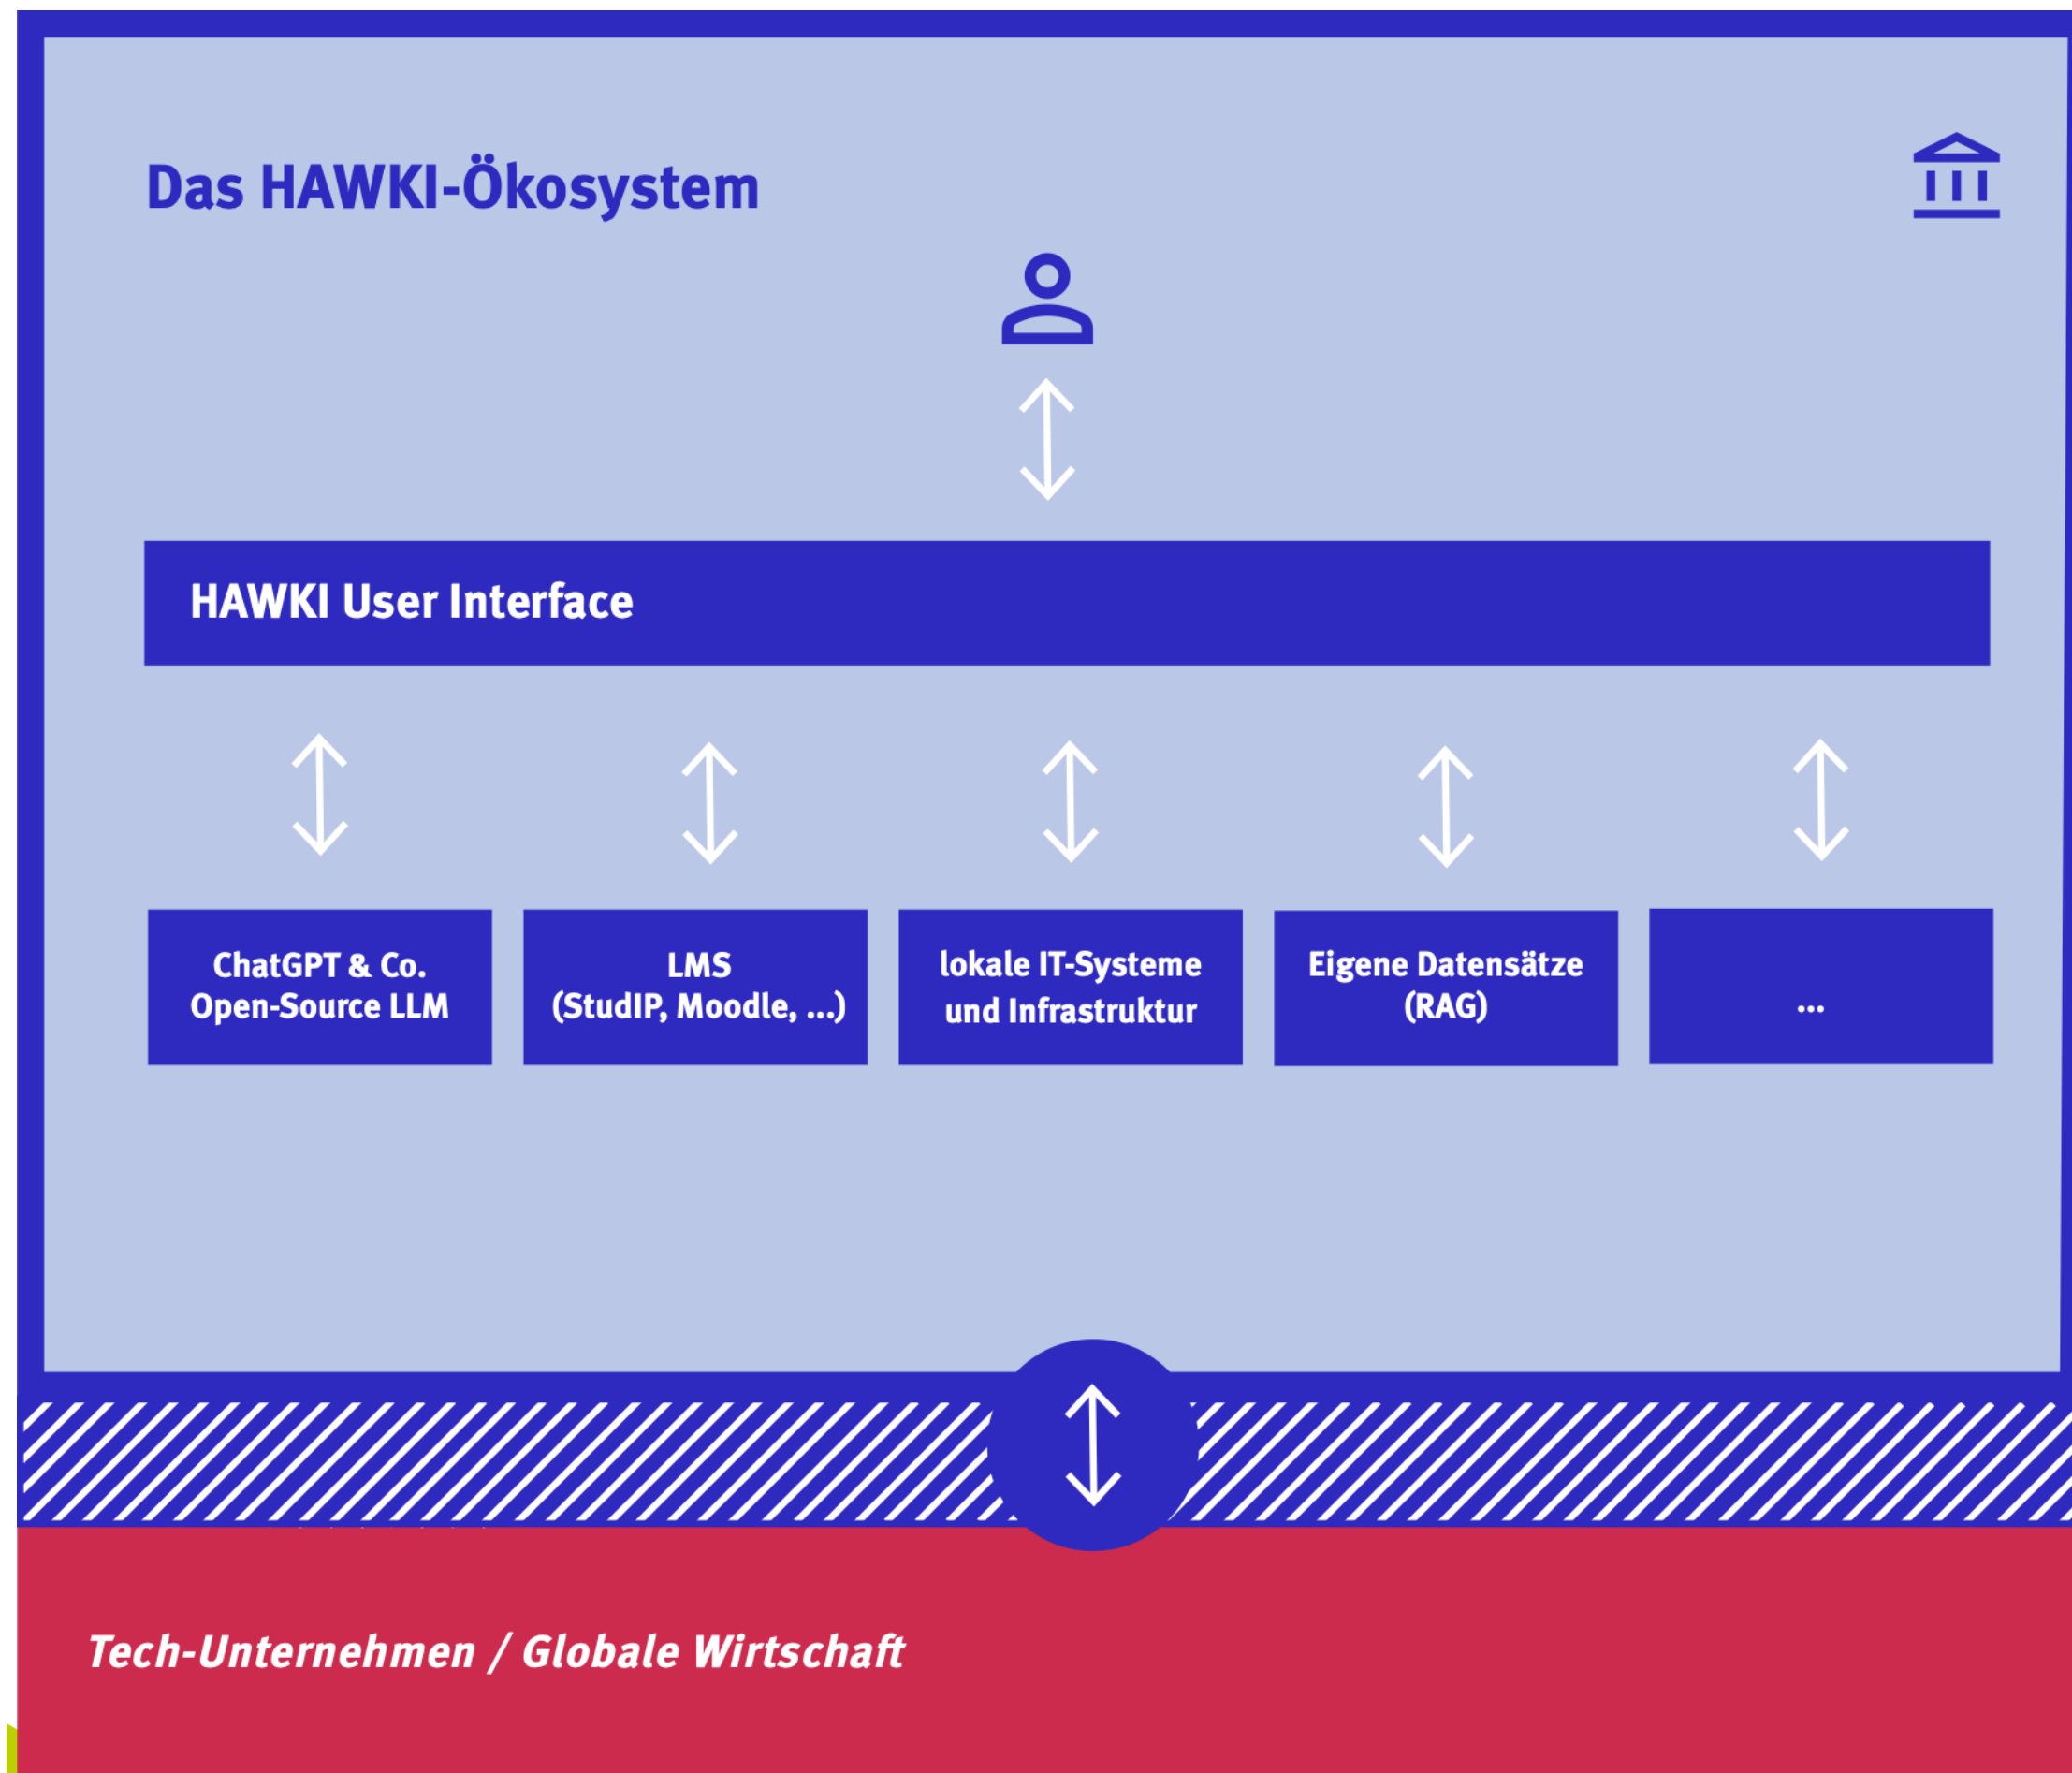 Das HAWKI-Ökosystem
HAWKI User Interface
ChatGPT & Co.
Open-Source LLM
LMS
(StudIP, Moodle, ...)
lokale IT-Systeme
und Infrastruktur
Eigene Datensätze
(RAG)
...
Tech-Unternehmen / Globale Wirtschaft